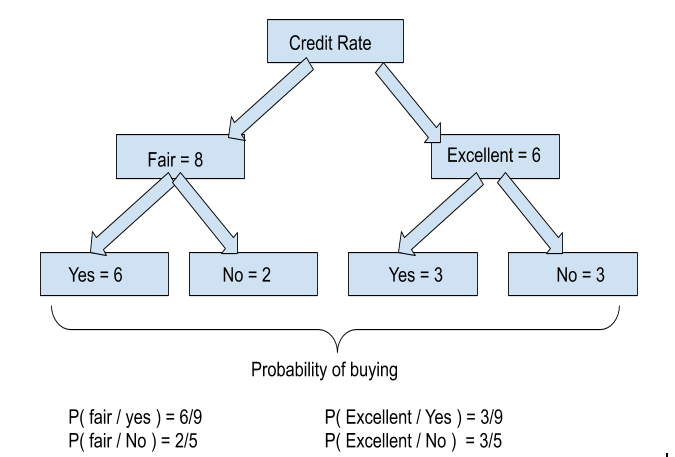 Credit Rate
Fair = 8
Excellent = 6
Yes = 6
No = 2
Yes = 3
No = 3
Probability of buying
P( fair / yes ) = 6/9
P( Excellent / Yes ) = 3/9
P( fair / No ) = 2/5
P( Excellent / No ) = 3/5